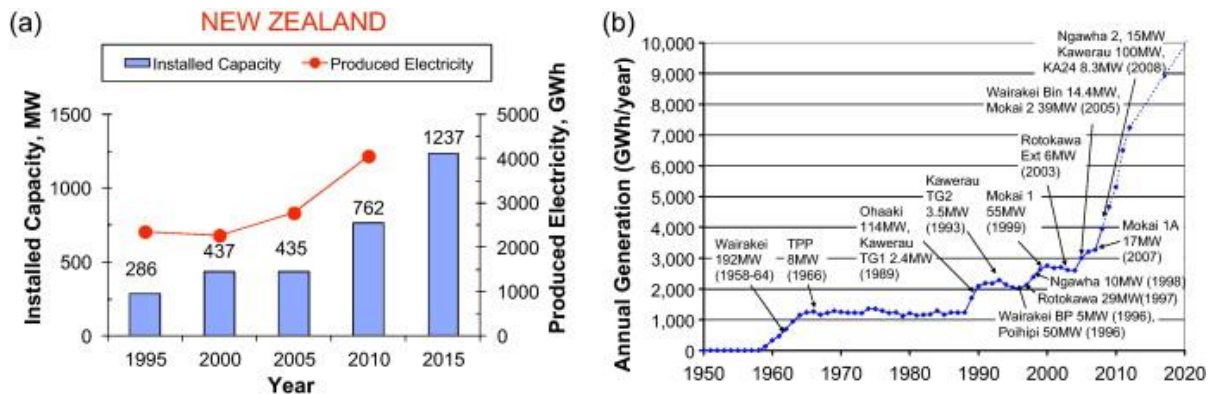 (a)
NEW ZEALAND
Installed Capacity
Produced Electricity
Installed Capacity, MW
1500
1000
500
0
286
437
435
762
1237
5000
4000
3000
2000
1000
0
Produced Electricity, GWh
1995
2000
2005
2010
2015
Year
(b)
Annual Generation (GWh/year)
10,000
9,000
8,000
7,000
6,000
5,000
4,000
3,000
2,000
1,000
0
Ngawha 2, 15MW
Kawerau 100MW,
KA24 8.3MW (2008)
Wairakei Bin 14.4MW,
Mokai 2 39MW (2005)
Rotokawa
Ext 6MW
(2003)
Kawerau
TG2
3.5MW
(1993)
Mokai 1
55MW
(1999)
Ohaaki
114MW,
Kawerau
TG1 2.4MW
(1989)
Wairakei
192MW
(1958-64)
TPP
8MW
(1966)
Mokai 1A
17MW
(2007)
Ngawha 10MW (1998)
Rotokawa 29MW(1997)
Wairakei BP 5MW (1996),
Poihipi 50MW (1996)
1950
1960
1970
1980
1990
2000
2010
2020